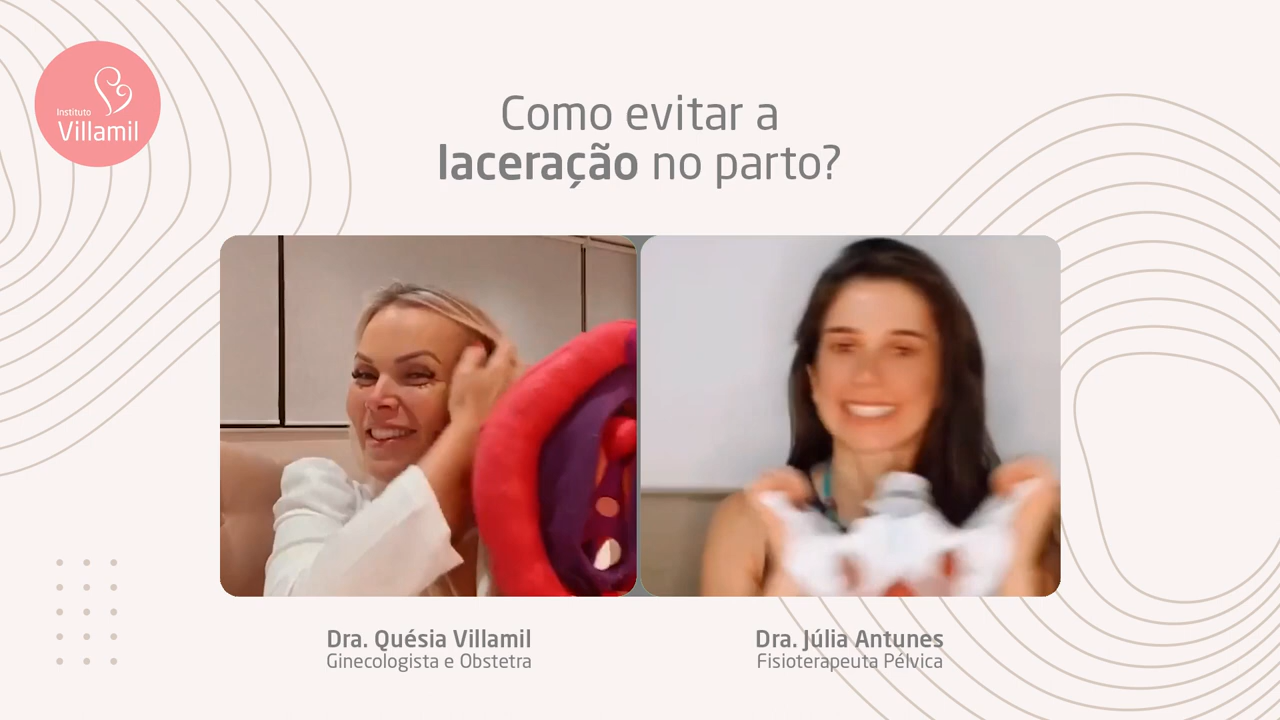 Instituto
Villamil
Como evitar a
laceração no parto?
Dra. Quésia Villamil
Ginecologista e Obstetra
Dra. Júlia Antunes
Fisioterapeuta Pélvica